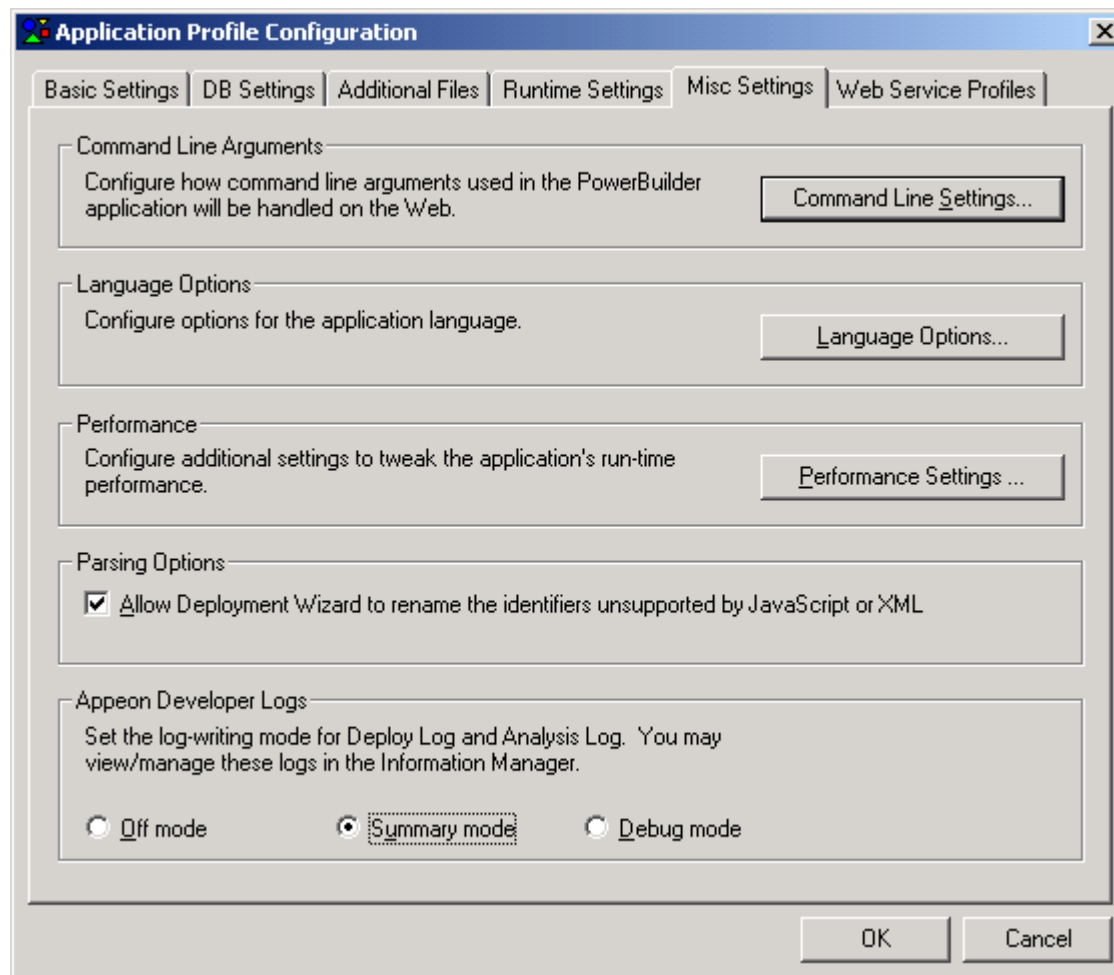 Application Profile Configuration
Basic Settings DB Settings Additional Files Runtime Settings Misc Settings Web Service Profiles
Command Line Arguments
Configure how command line arguments used in the PowerBuilder
application will be handled on the Web.
Command Line Settings...
Language Options
Configure options for the application language.
Language Options...
Performance
Configure additional settings to tweak the application's run-time
performance.
Performance Settings ...
Parsing Options
Allow Deployment Wizard to rename the identifiers unsupported by JavaScript or XML
Appeon Developer Logs
Set the log-writing mode for Deploy Log and Analysis Log. You may
view/manage these logs in the Information Manager.
Off mode Summary mode Debug mode
OK Cancel